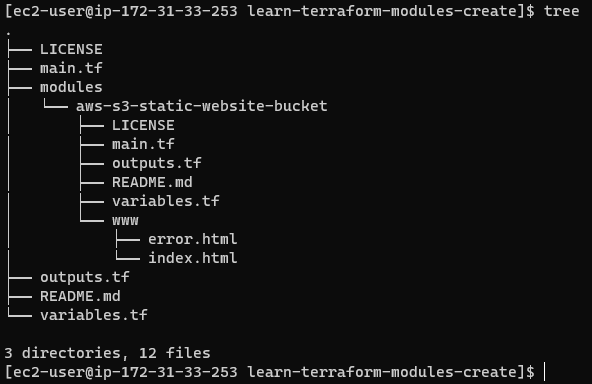 [ec2-user@ip-172-31-33-253 learn-terraform-modules-create]$ tree
.
├── LICENSE
├── main.tf
├── modules
│   └── aws-s3-static-website-bucket
│       ├── LICENSE
│       ├── main.tf
│       ├── outputs.tf
│       ├── README.md
│       ├── variables.tf
│       └── www
│           ├── error.html
│           └── index.html
├── outputs.tf
├── README.md
└── variables.tf

3 directories, 12 files
[ec2-user@ip-172-31-33-253 learn-terraform-modules-create]$